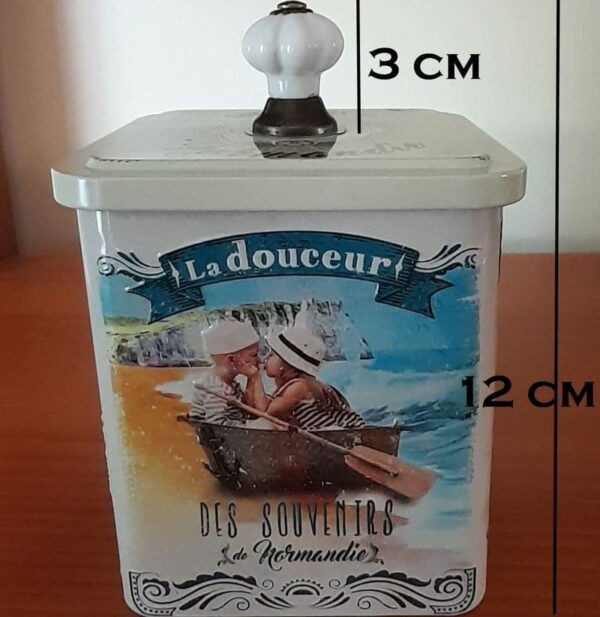 3 CM
La douceur
12 CM
DES SOUVENIRS
de Normandie